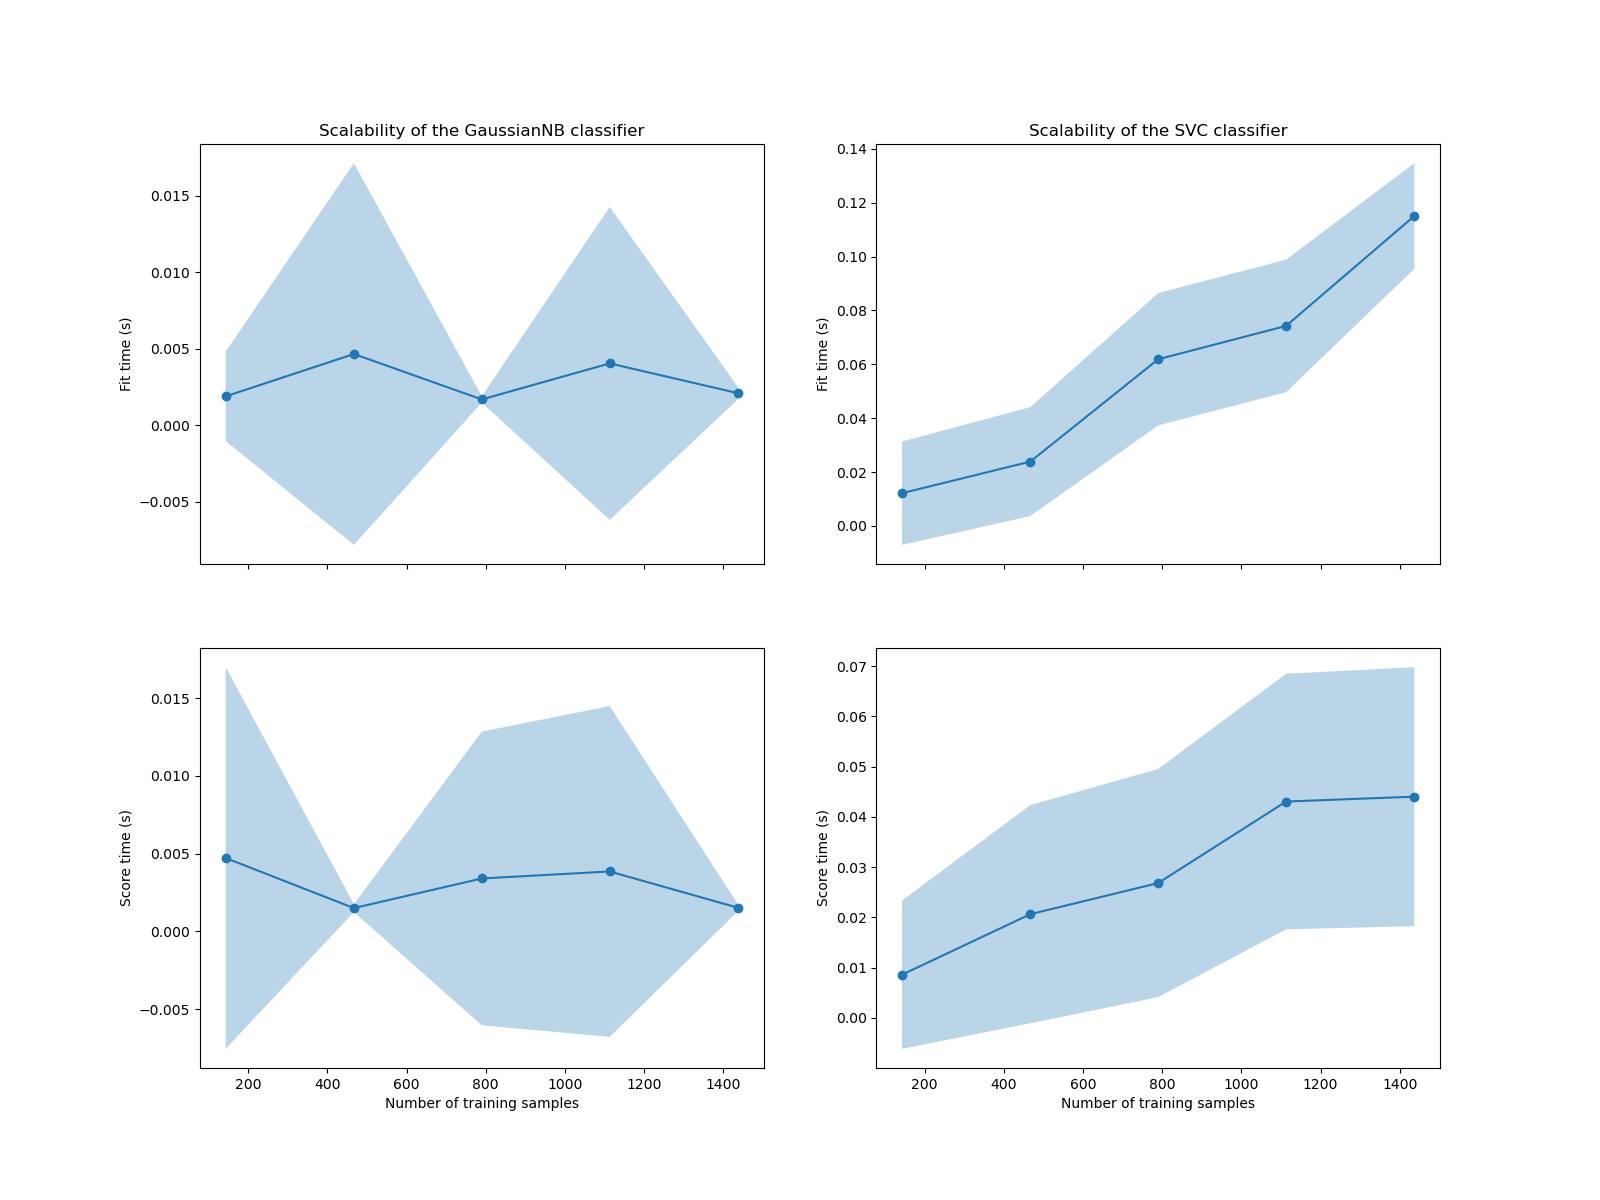 Scalability of the GaussianNB classifier
Fit time (s)
0.015
0.010
0.005
0.000
−0.005
Scalability of the SVC classifier
Fit time (s)
0.14
0.12
0.10
0.08
0.06
0.04
0.02
0.00
Score time (s)
0.015
0.010
0.005
0.000
−0.005
200 400 600 800 1000 1200 1400
Number of training samples
Score time (s)
0.07
0.06
0.05
0.04
0.03
0.02
0.01
0.00
200 400 600 800 1000 1200 1400
Number of training samples